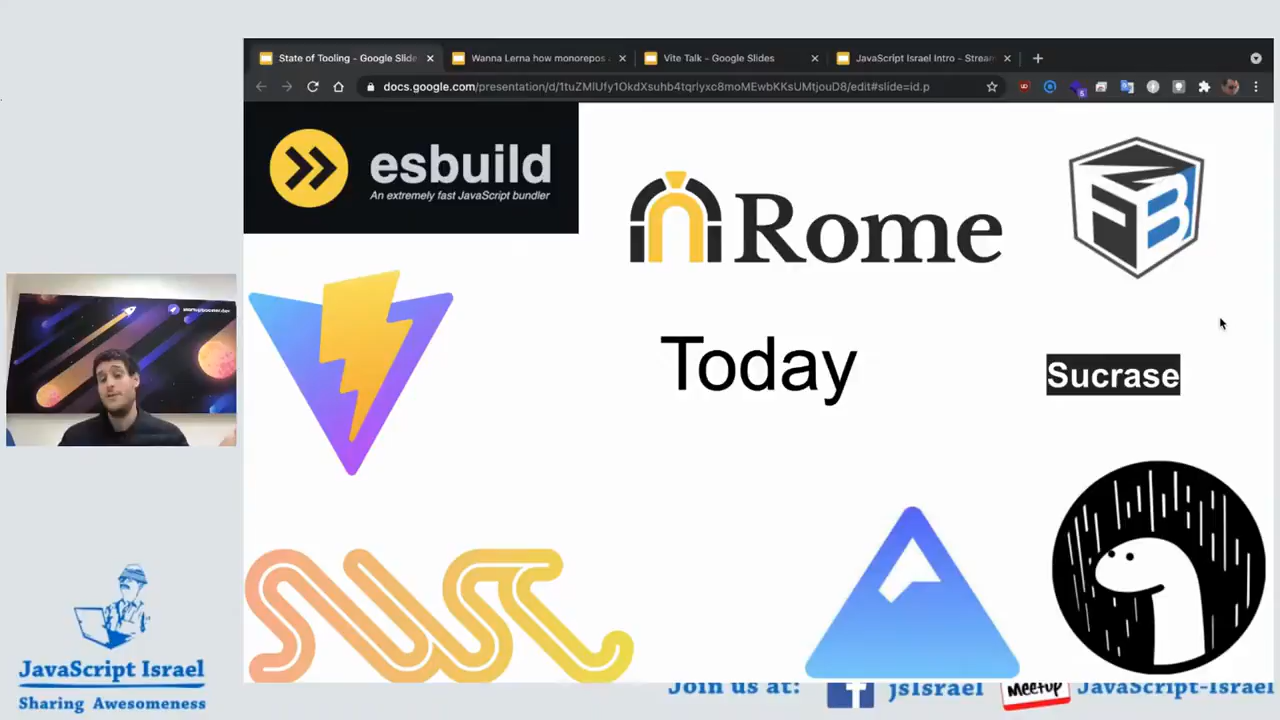 State of Tooling - Google Slide
Wanna Lerna how monorepos
Vite Talk - Google Slides
JavaScript Israel Intro - Stream
docs.google.com/presentation/d/1tuZMlUfy1OkdXsuhb4tqrlyxc8moMEwbKKsUMtjouD8/edit#slide=id.p
5
esbuild
An extremely fast JavaScript bundler
Rome
Today
Sucrase
swc
JavaScript Israel
Sharing Awesomeness
Join us at:
jsIsrael
Meetup
JavaScript-Israel